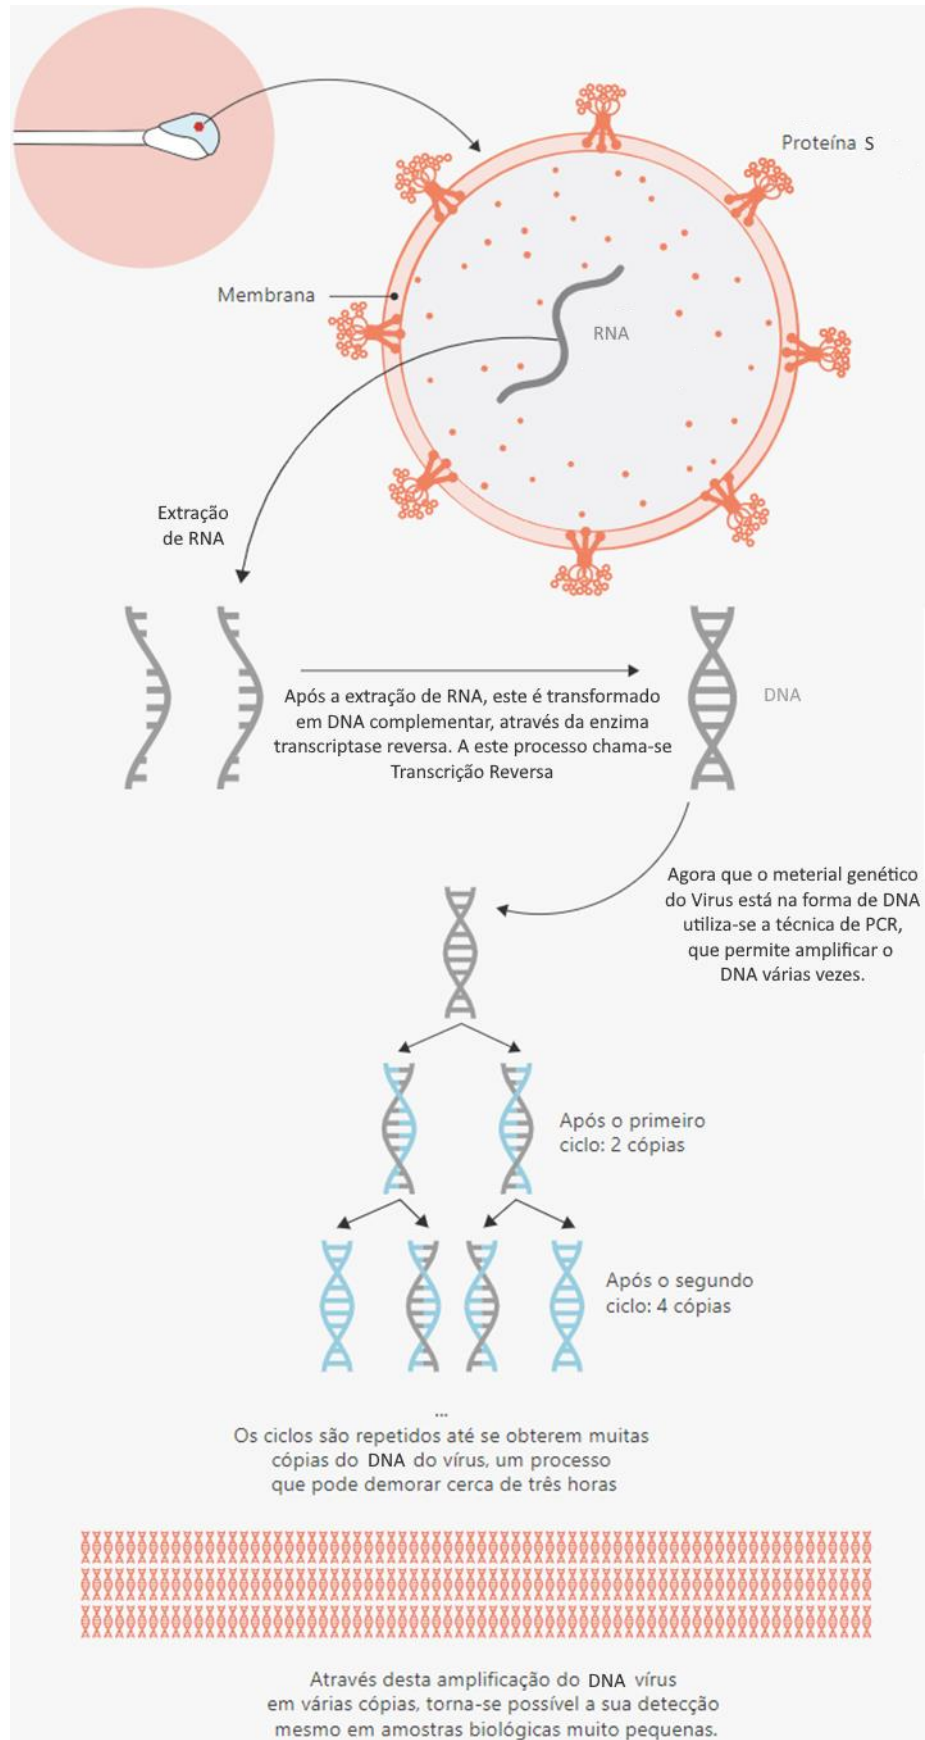 Proteína S
Membrana
RNA
Extração
de RNA
Após a extração de RNA, este é transformado
em DNA complementar, através da enzima
transcriptase reversa. A este processo chama-se
Transcrição Reversa
DNA
Agora que o meterial genético
do Virus está na forma de DNA
utiliza-se a técnica de PCR,
que permite amplificar o
DNA várias vezes.
Após o primeiro
ciclo: 2 cópias
Após o segundo
ciclo: 4 cópias
...
Os ciclos são repetidos até se obterem muitas
cópias do DNA do vírus, um processo
que pode demorar cerca de três horas
Através desta amplificação do DNA vírus
em várias cópias, torna-se possível a sua detecção
mesmo em amostras biológicas muito pequenas.